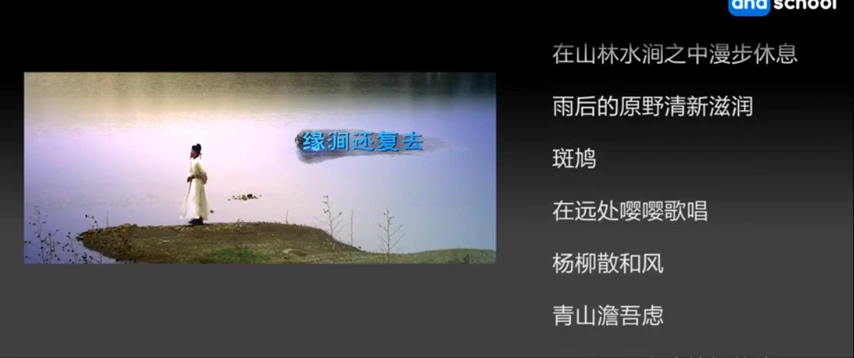 and school
缘涧还复去
在山林水涧之中漫步休息
雨后的原野清新滋润
斑鸠
在远处嘤嘤歌唱
杨柳散和风
青山澹吾虑